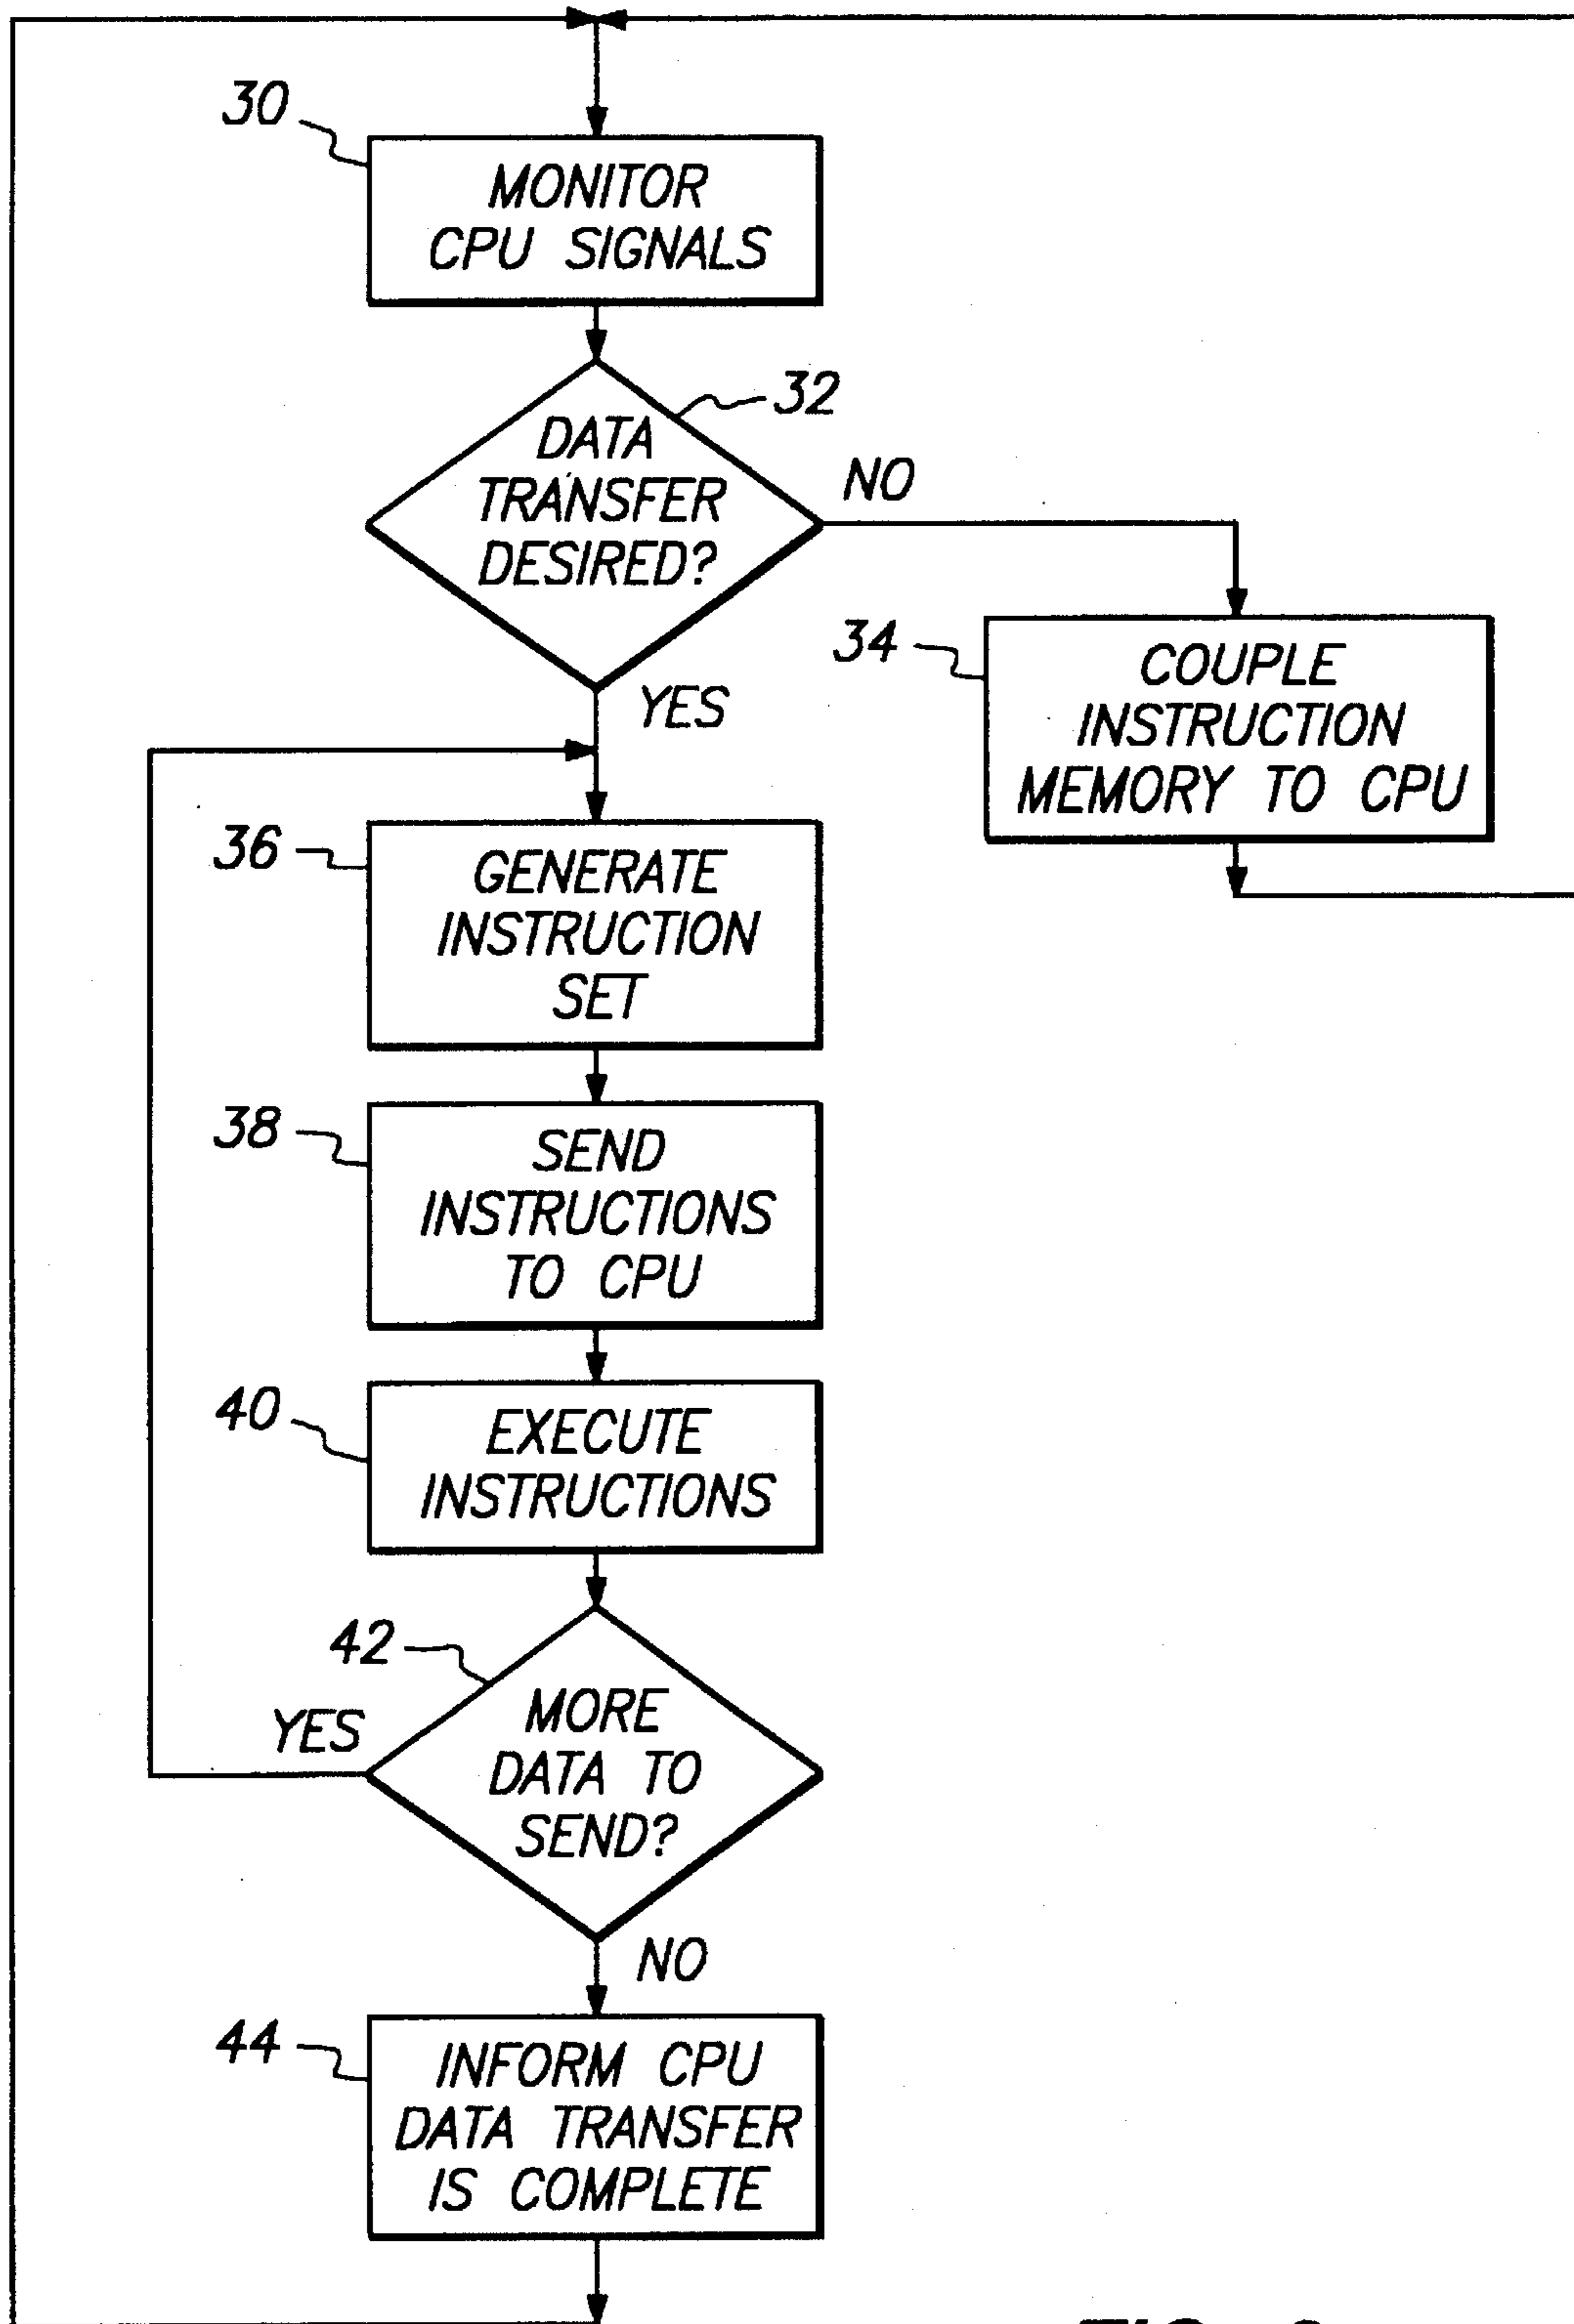 30
MONITOR
CPU SIGNALS
32
DATA
TRANSFER
DESIRED?
NO
YES
34
COUPLE
INSTRUCTION
MEMORY TO CPU
36
GENERATE
INSTRUCTION
SET
38
SEND
INSTRUCTIONS
TO CPU
40
EXECUTE
INSTRUCTIONS
42
MORE
DATA TO
SEND?
YES
NO
44
INFORM CPU
DATA TRANSFER
IS COMPLETE